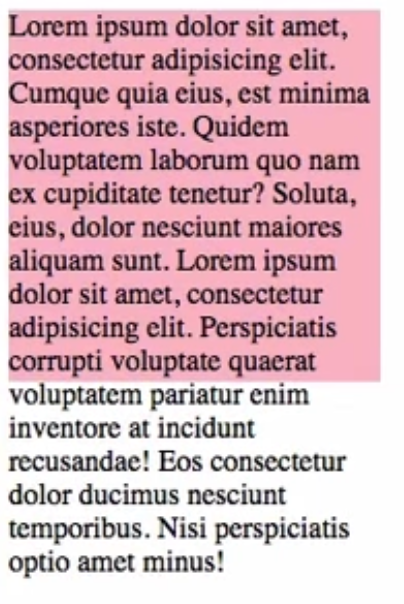 Lorem ipsum dolor sit amet,
consectetur adipisicing elit.
Cumque quia eius, est minima
asperiores iste. Quidem
voluptatem laborum quo nam
ex cupiditate tenetur? Soluta,
eius, dolor nesciunt maiores
aliquam sunt. Lorem ipsum
dolor sit amet, consectetur
adipisicing elit. Perspiciatis
corrupti voluptate quaerat
voluptatem pariatur enim
inventore at incidunt
recusandae! Eos consectetur
dolor ducimus nesciunt
temporibus. Nisi perspiciatis
optio amet minus!